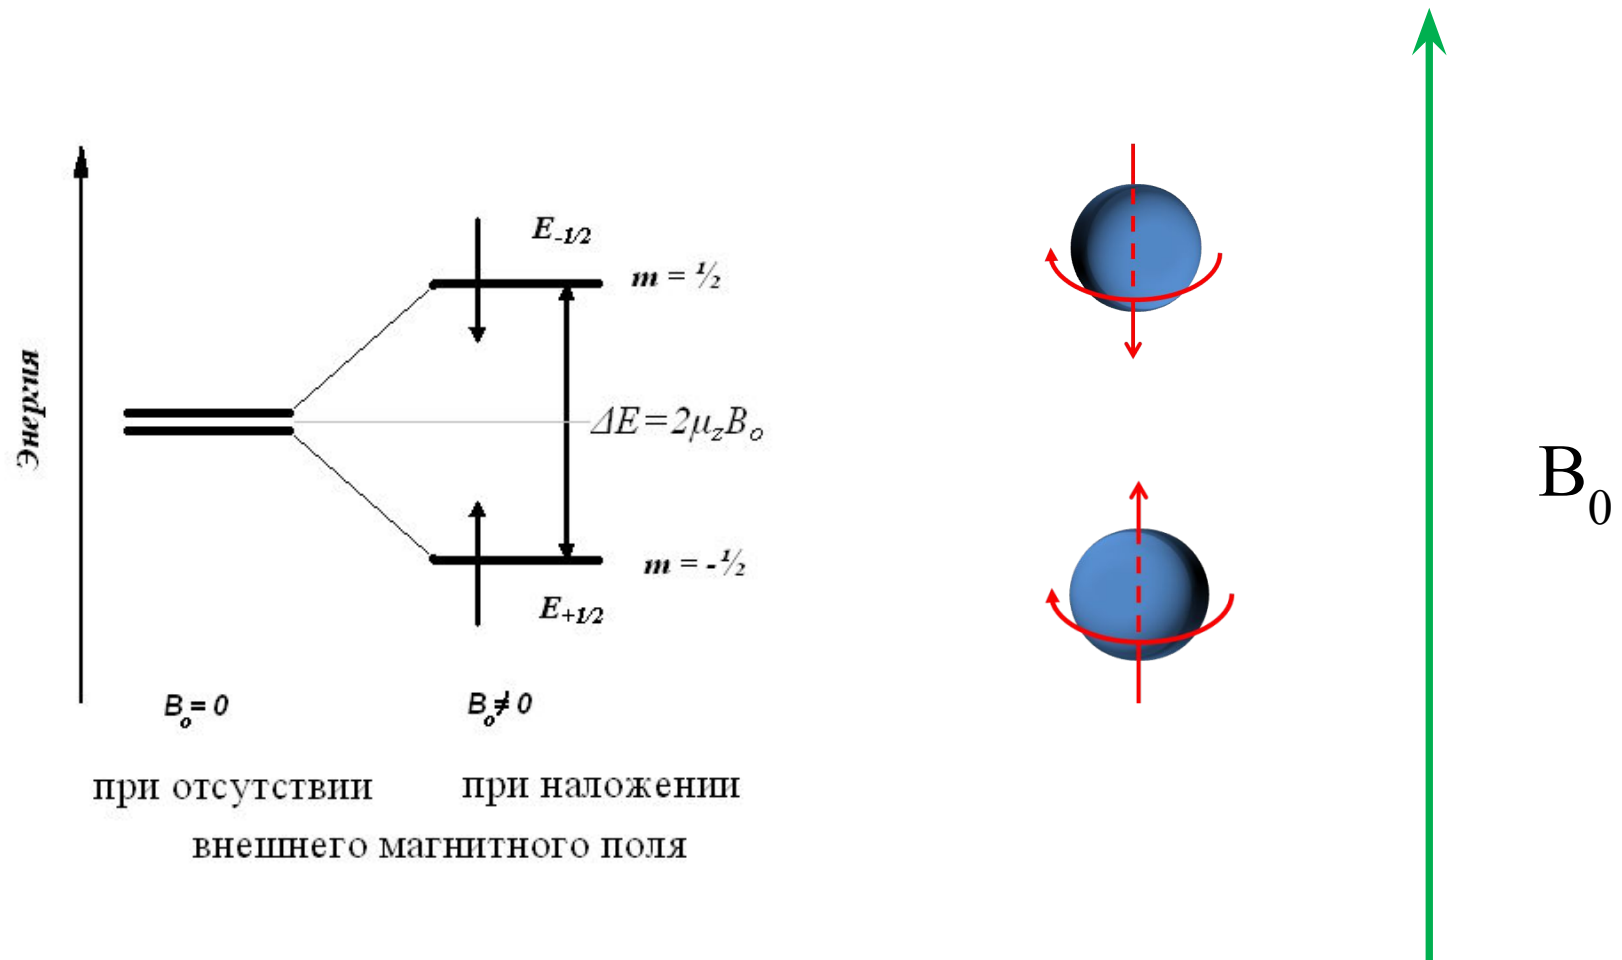 E-1/2
m = ½
Энергия
ΔE=2μzBo
B0
m = -½
E+1/2
Bo= 0
Bo≠ 0
при отсутствии
при наложении
внешнего магнитного поля